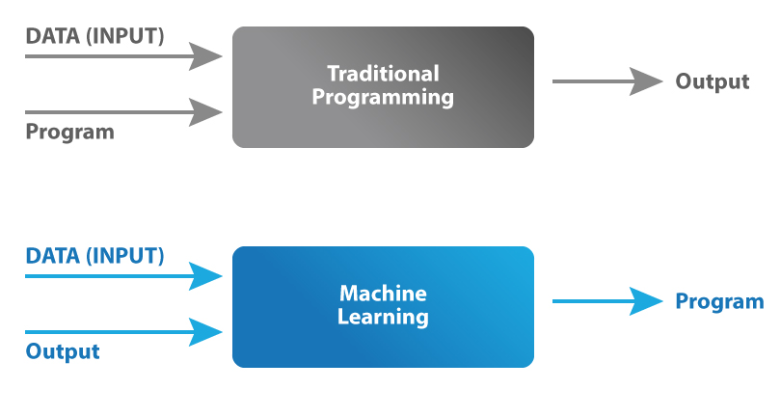 DATA (INPUT)
Program
Traditional
Programming
Output
DATA (INPUT)
Output
Machine
Learning
Program